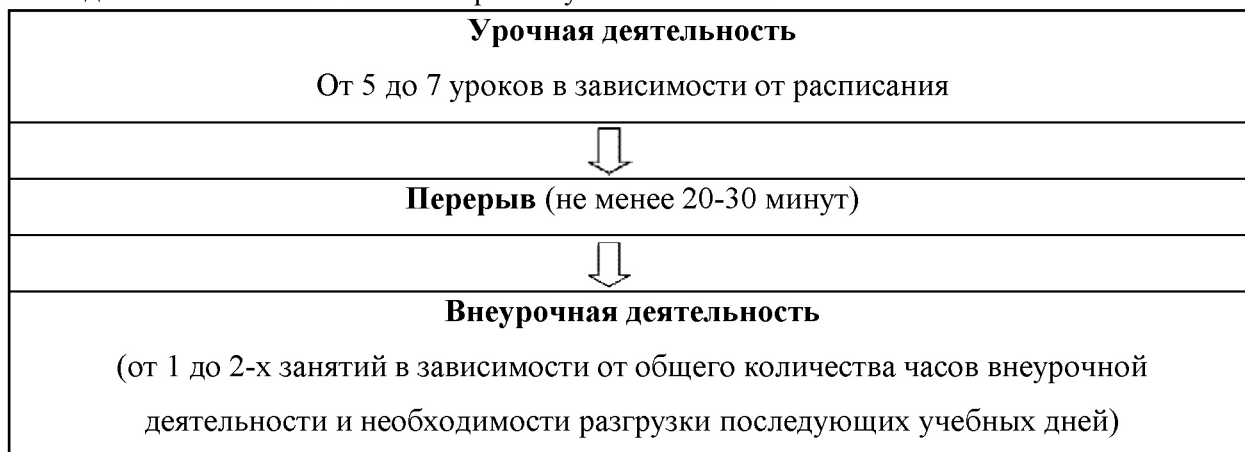 Урочная деятельность
От 5 до 7 уроков в зависимости от расписания
Перерыв (не менее 20-30 минут)
Внеурочная деятельность
(от 1 до 2-х занятий в зависимости от общего количества часов внеурочной
деятельности и необходимости разгрузки последующих учебных дней)